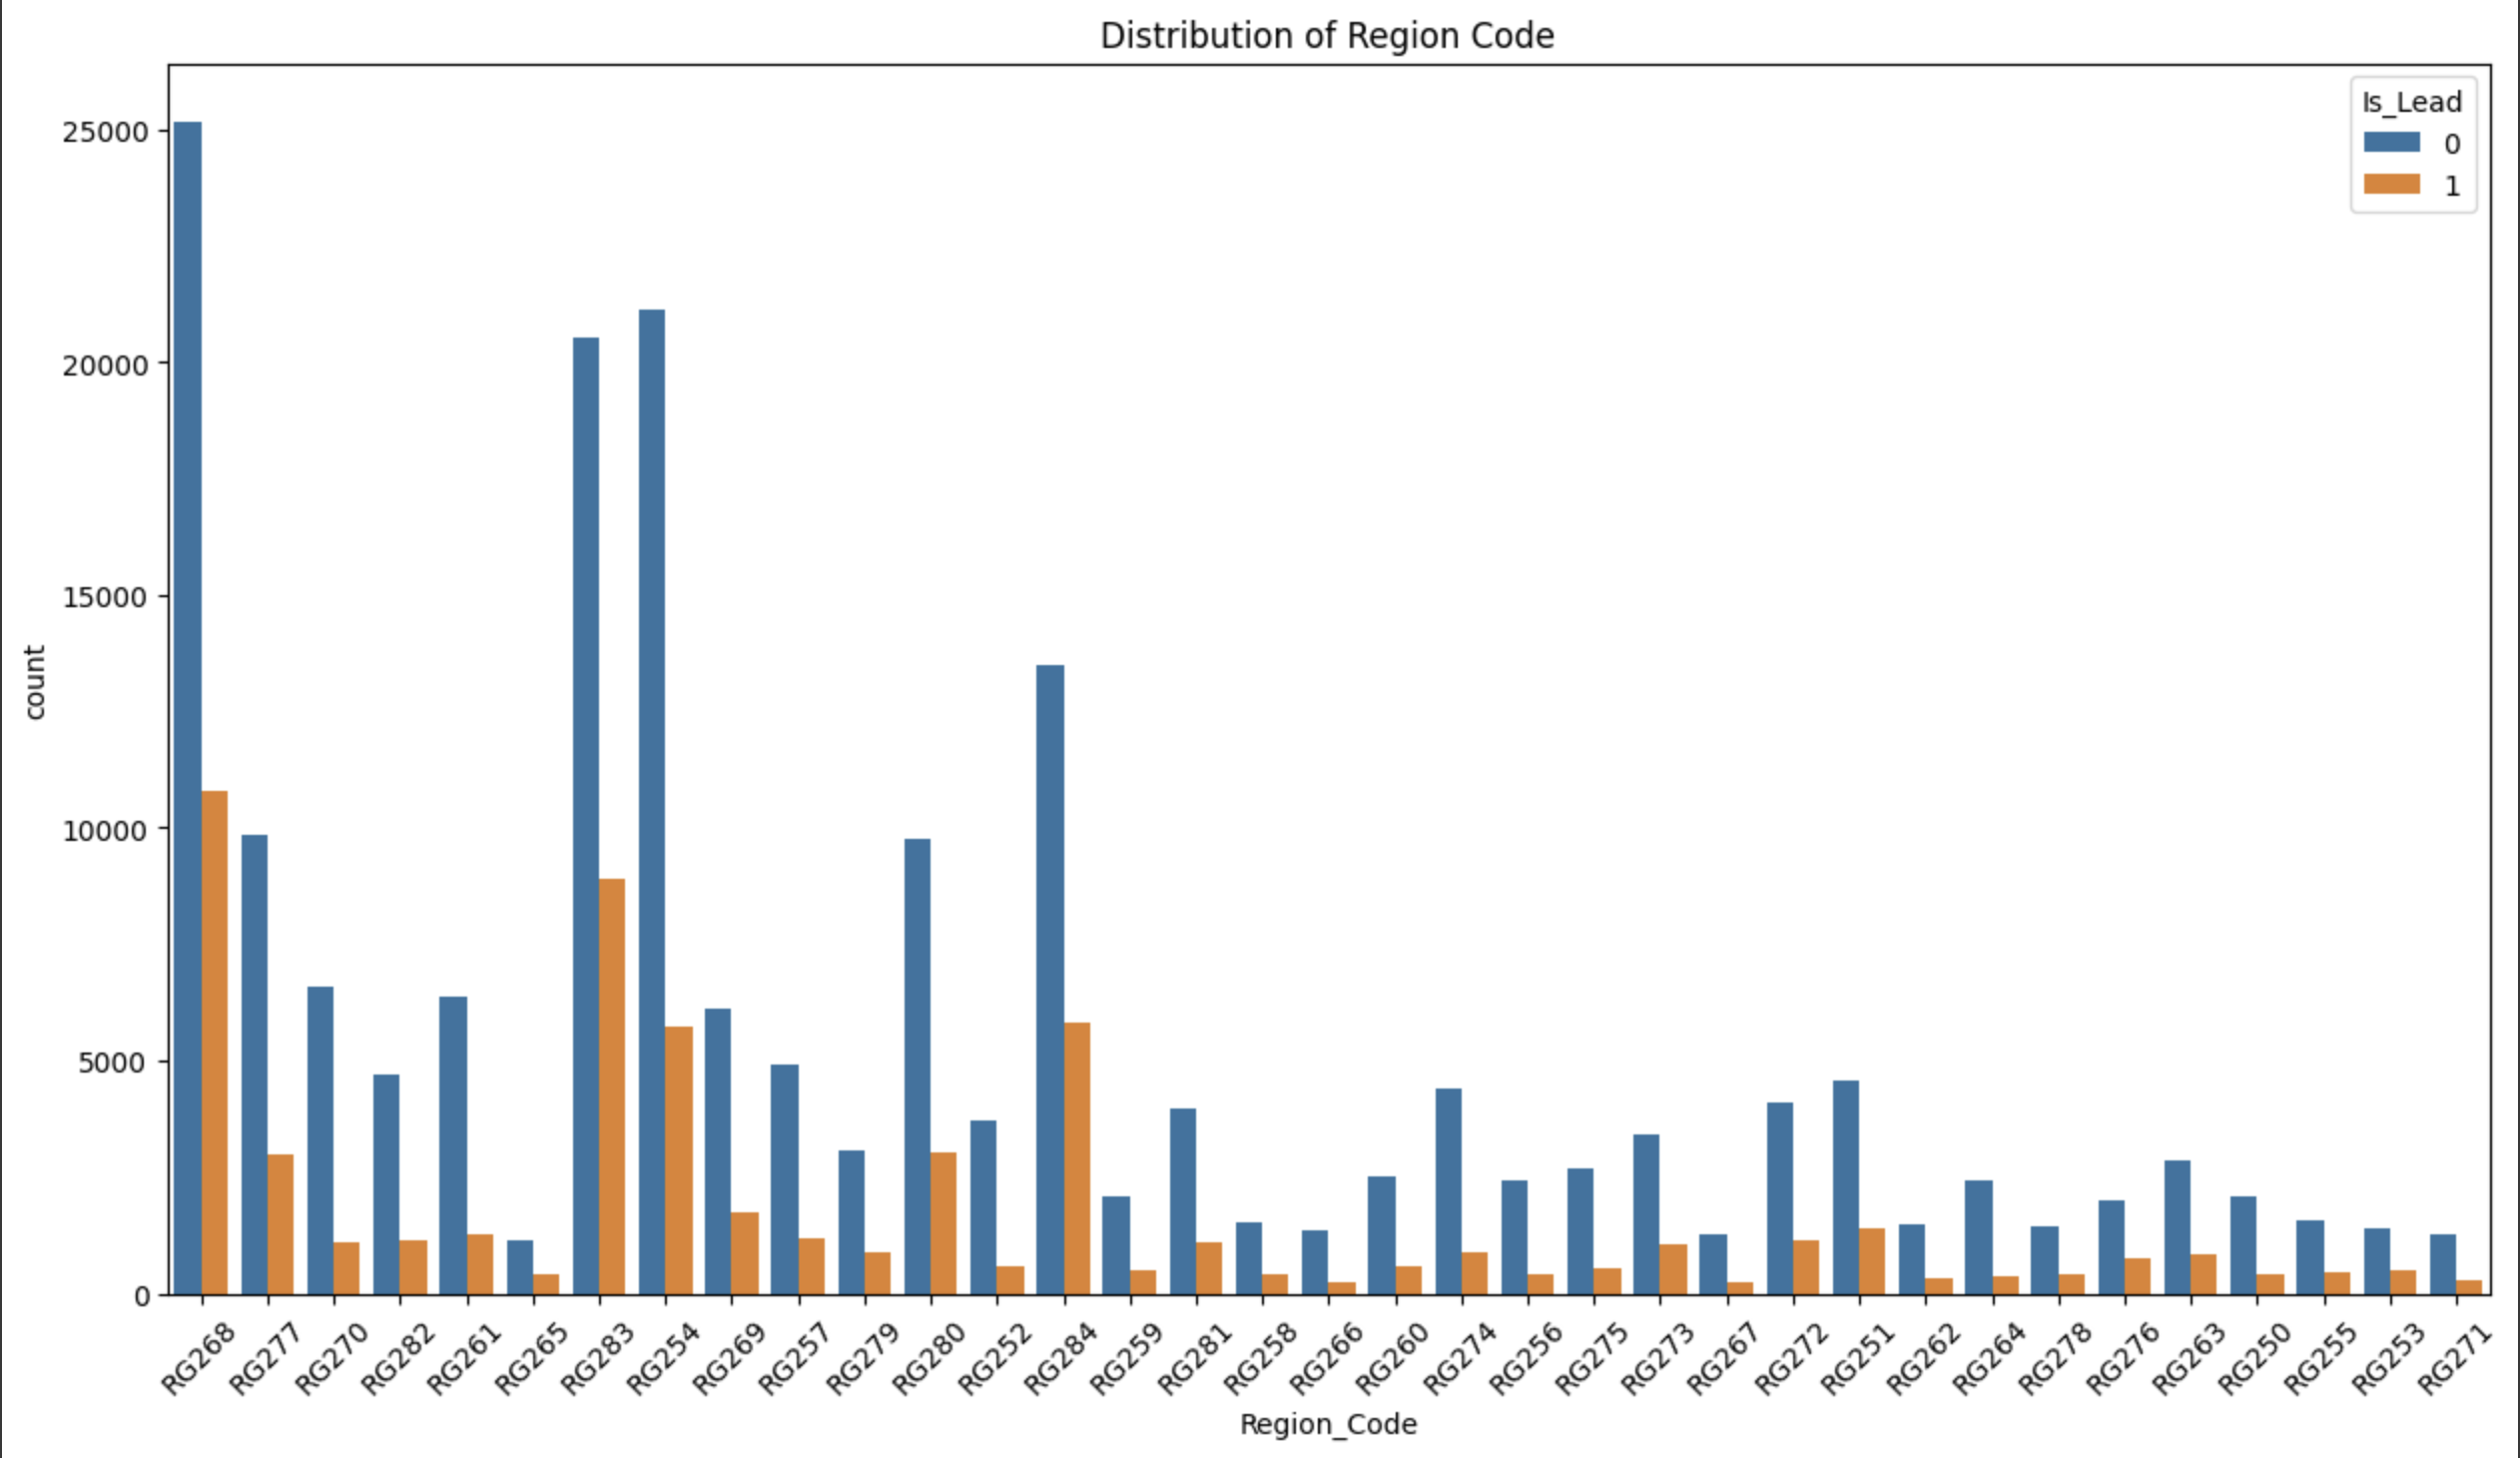 Distribution of Region Code
Is_Lead
0
1
25000
20000
15000
10000
5000
0
count
RG268 RG277 RG270 RG282 RG261 RG265 RG283 RG254 RG269 RG257 RG279 RG280 RG252 RG284 RG259 RG281 RG258 RG266 RG260 RG274 RG256 RG275 RG273 RG267 RG272 RG251 RG262 RG264 RG278 RG276 RG263 RG250 RG255 RG253 RG271
Region_Code